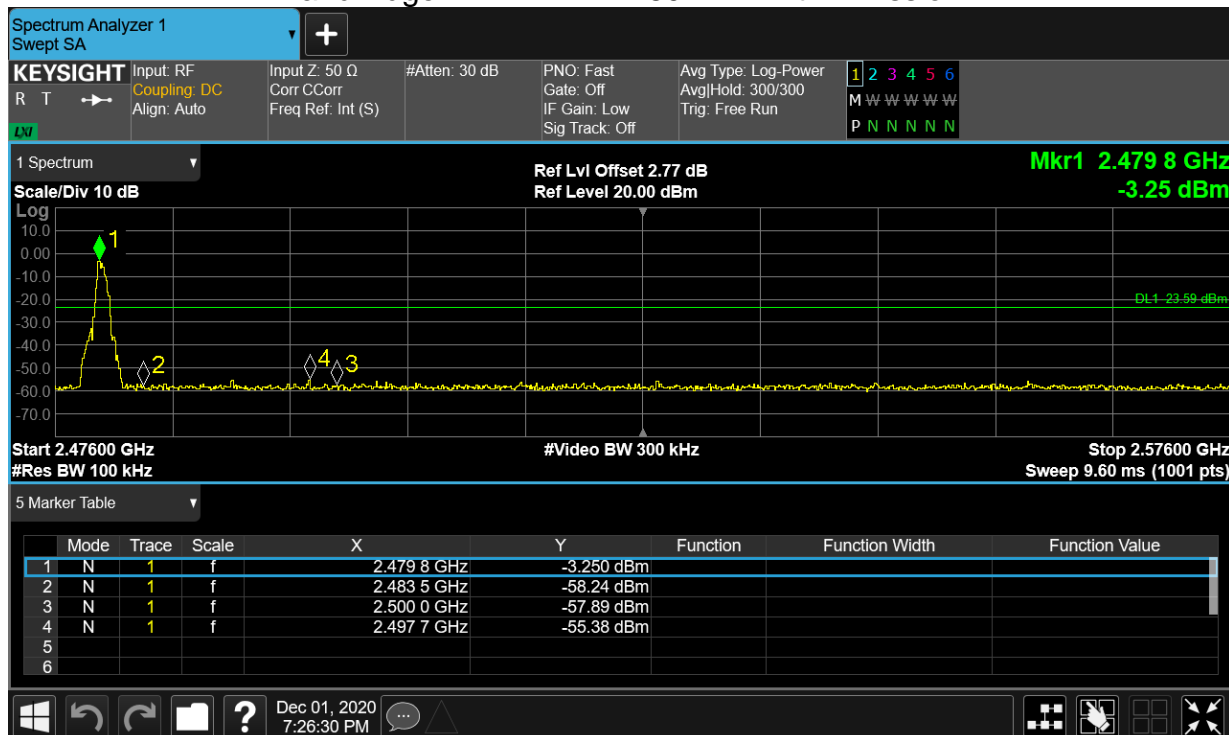 Spectrum Analyzer 1
Swept SA
+
KEYSIGHT Input: RF Input Z: 50 Ω #Atten: 30 dB PNO: Fast Avg Type: Log-Power 1 2 3 4 5 6
R T Coupling: DC Corr CCorr Gate: Off Avg|Hold: 300/300 M W W W W W
Align: Auto Freq Ref: Int (S) IF Gain: Low Trig: Free Run
LXI Sig Track: Off P N N N N N
1 Spectrum Ref Lvl Offset 2.77 dB Mkr1 2.479 8 GHz
Scale/Div 10 dB Ref Level 20.00 dBm -3.25 dBm
Log
10.0 1
0.00
-10.0
-20.0 DL1 -23.59 dBm
-30.0
-40.0
-50.0 2 4 3
-60.0
-70.0
Start 2.47600 GHz #Video BW 300 kHz Stop 2.57600 GHz
#Res BW 100 kHz Sweep 9.60 ms (1001 pts)
5 Marker Table
Mode Trace Scale X Y Function Function Width Function Value
1 N 1 f 2.479 8 GHz -3.250 dBm
2 N 1 f 2.483 5 GHz -58.24 dBm
3 N 1 f 2.500 0 GHz -57.89 dBm
4 N 1 f 2.497 7 GHz -55.38 dBm
5
6
? Dec 01, 2020
7:26:30 PM